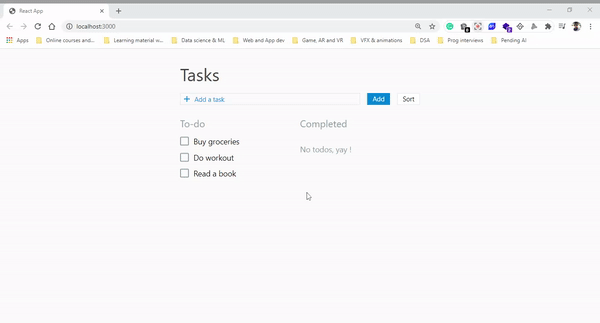 React App
localhost:3000
Apps
Online courses and...
Learning material w...
Data science & ML
Web and App dev
Game, AR and VR
VFX & animations
DSA
Prog interviews
Pending AI
Tasks
Add a task
Add
Sort
To-do
Completed
Buy groceries
No todos, yay !
Do workout
Read a book